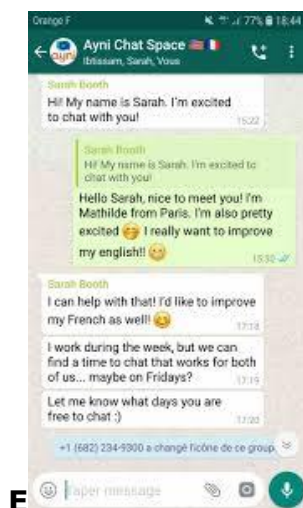 Orange F 77% 18:44
Ayni Chat Space
Ibtissam, Sarah, Vous
Sarah Booth
Hi! My name is Sarah. I'm excited
to chat with you!
15:22
Sarah Booth
Hi! My name is Sarah. I'm excited to
chat with you!
Hello Sarah, nice to meet you! I'm
Mathilde from Paris. I'm also pretty
excited I really want to improve
my english!!
15:30
Sarah Booth
I can help with that! I'd like to improve
my French as well!
17:18
I work during the week, but we can
find a time to chat that works for both
of us... maybe on Fridays?
17:19
Let me know what days you are
free to chat :)
17:20
+1 (682) 234-9300 a changé l'icône de ce group
Taper message
F